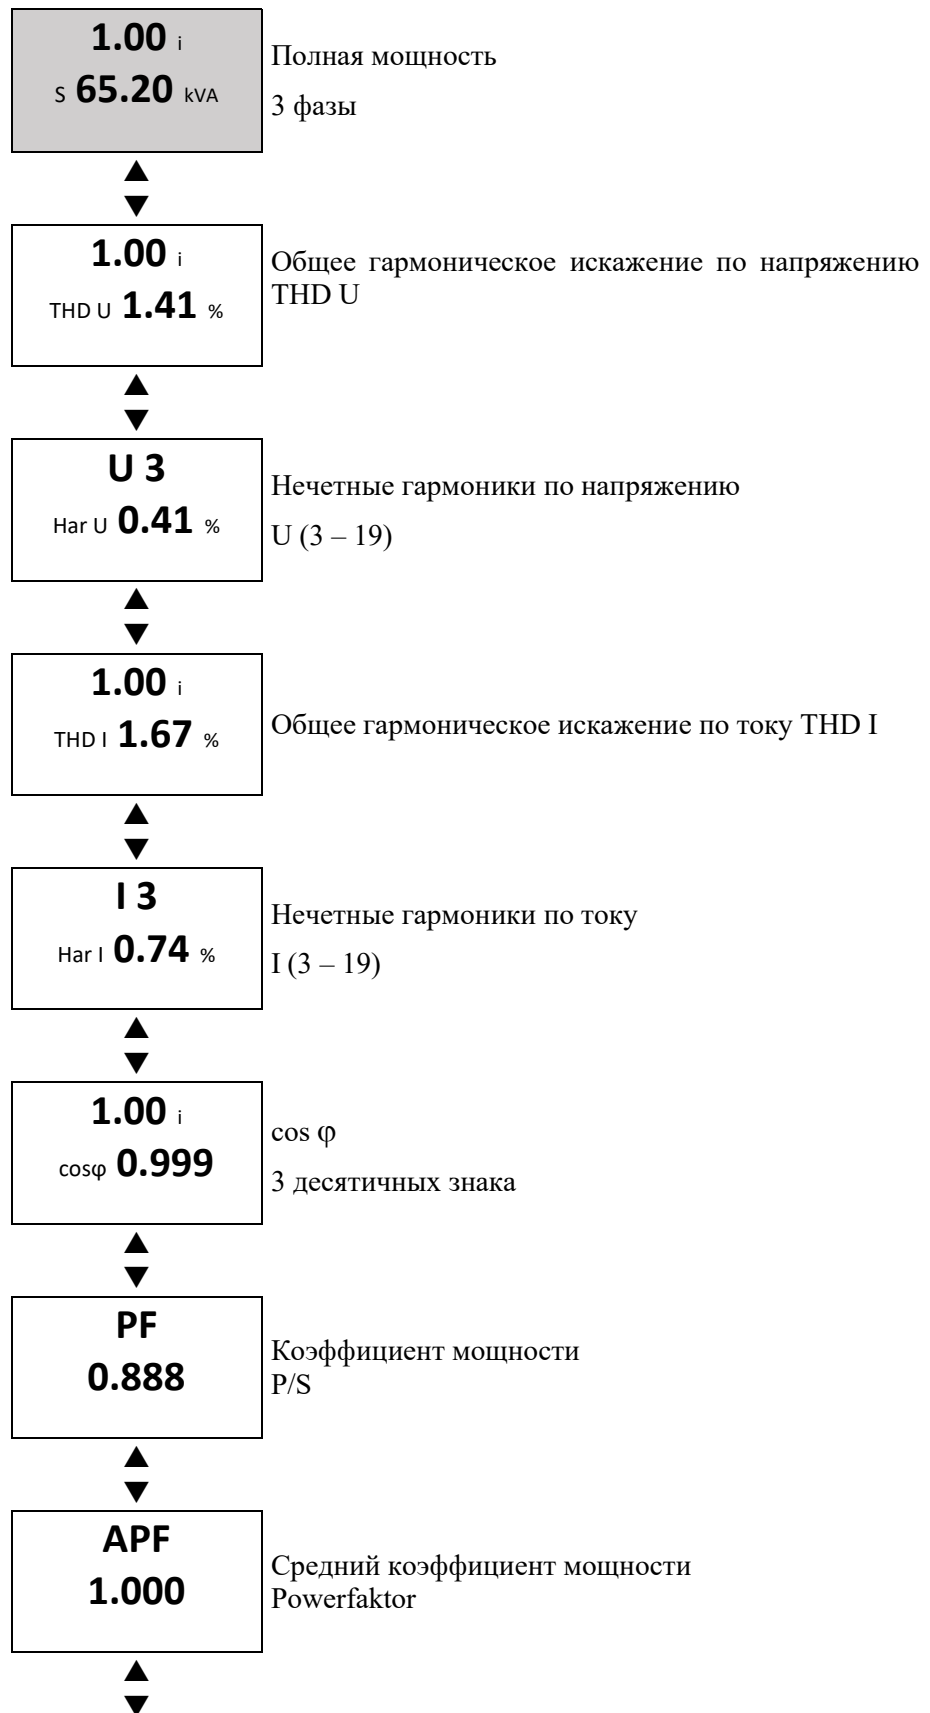 1.00 i
S 65.20 kVA
Полная мощность
3 фазы
1.00 i
THD U 1.41 %
Общее гармоническое искажение по напряжению
THD U
U 3
Har U 0.41 %
Нечетные гармоники по напряжению
U (3 – 19)
1.00 i
THD I 1.67 %
Общее гармоническое искажение по току THD I
I 3
Har I 0.74 %
Нечетные гармоники по току
I (3 – 19)
1.00 i
cosφ 0.999
cos φ
3 десятичных знака
PF
0.888
Коэффициент мощности
P/S
APF
1.000
Средний коэффициент мощности
Powerfaktor